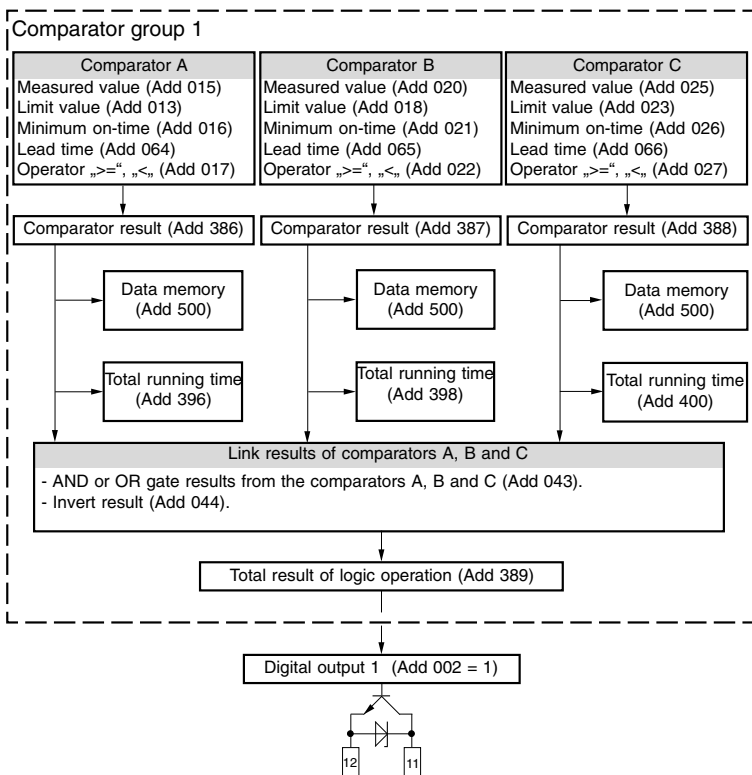 Comparator group 1
Comparator A
Measured value (Add 015)
Limit value (Add 013)
Minimum on-time (Add 016)
Lead time (Add 064)
Operator „>=“, „<„ (Add 017)
Comparator B
Measured value (Add 020)
Limit value (Add 018)
Minimum on-time (Add 021)
Lead time (Add 065)
Operator „>=“, „<„ (Add 022)
Comparator C
Measured value (Add 025)
Limit value (Add 023)
Minimum on-time (Add 026)
Lead time (Add 066)
Operator „>=“, „<„ (Add 027)
Comparator result (Add 386)
Comparator result (Add 387)
Comparator result (Add 388)
Data memory
(Add 500)
Data memory
(Add 500)
Data memory
(Add 500)
Total running time
(Add 396)
Total running time
(Add 398)
Total running time
(Add 400)
Link results of comparators A, B and C
- AND or OR gate results from the comparators A, B and C (Add 043).
- Invert result (Add 044).
Total result of logic operation (Add 389)
Digital output 1 (Add 002 = 1)
12
11